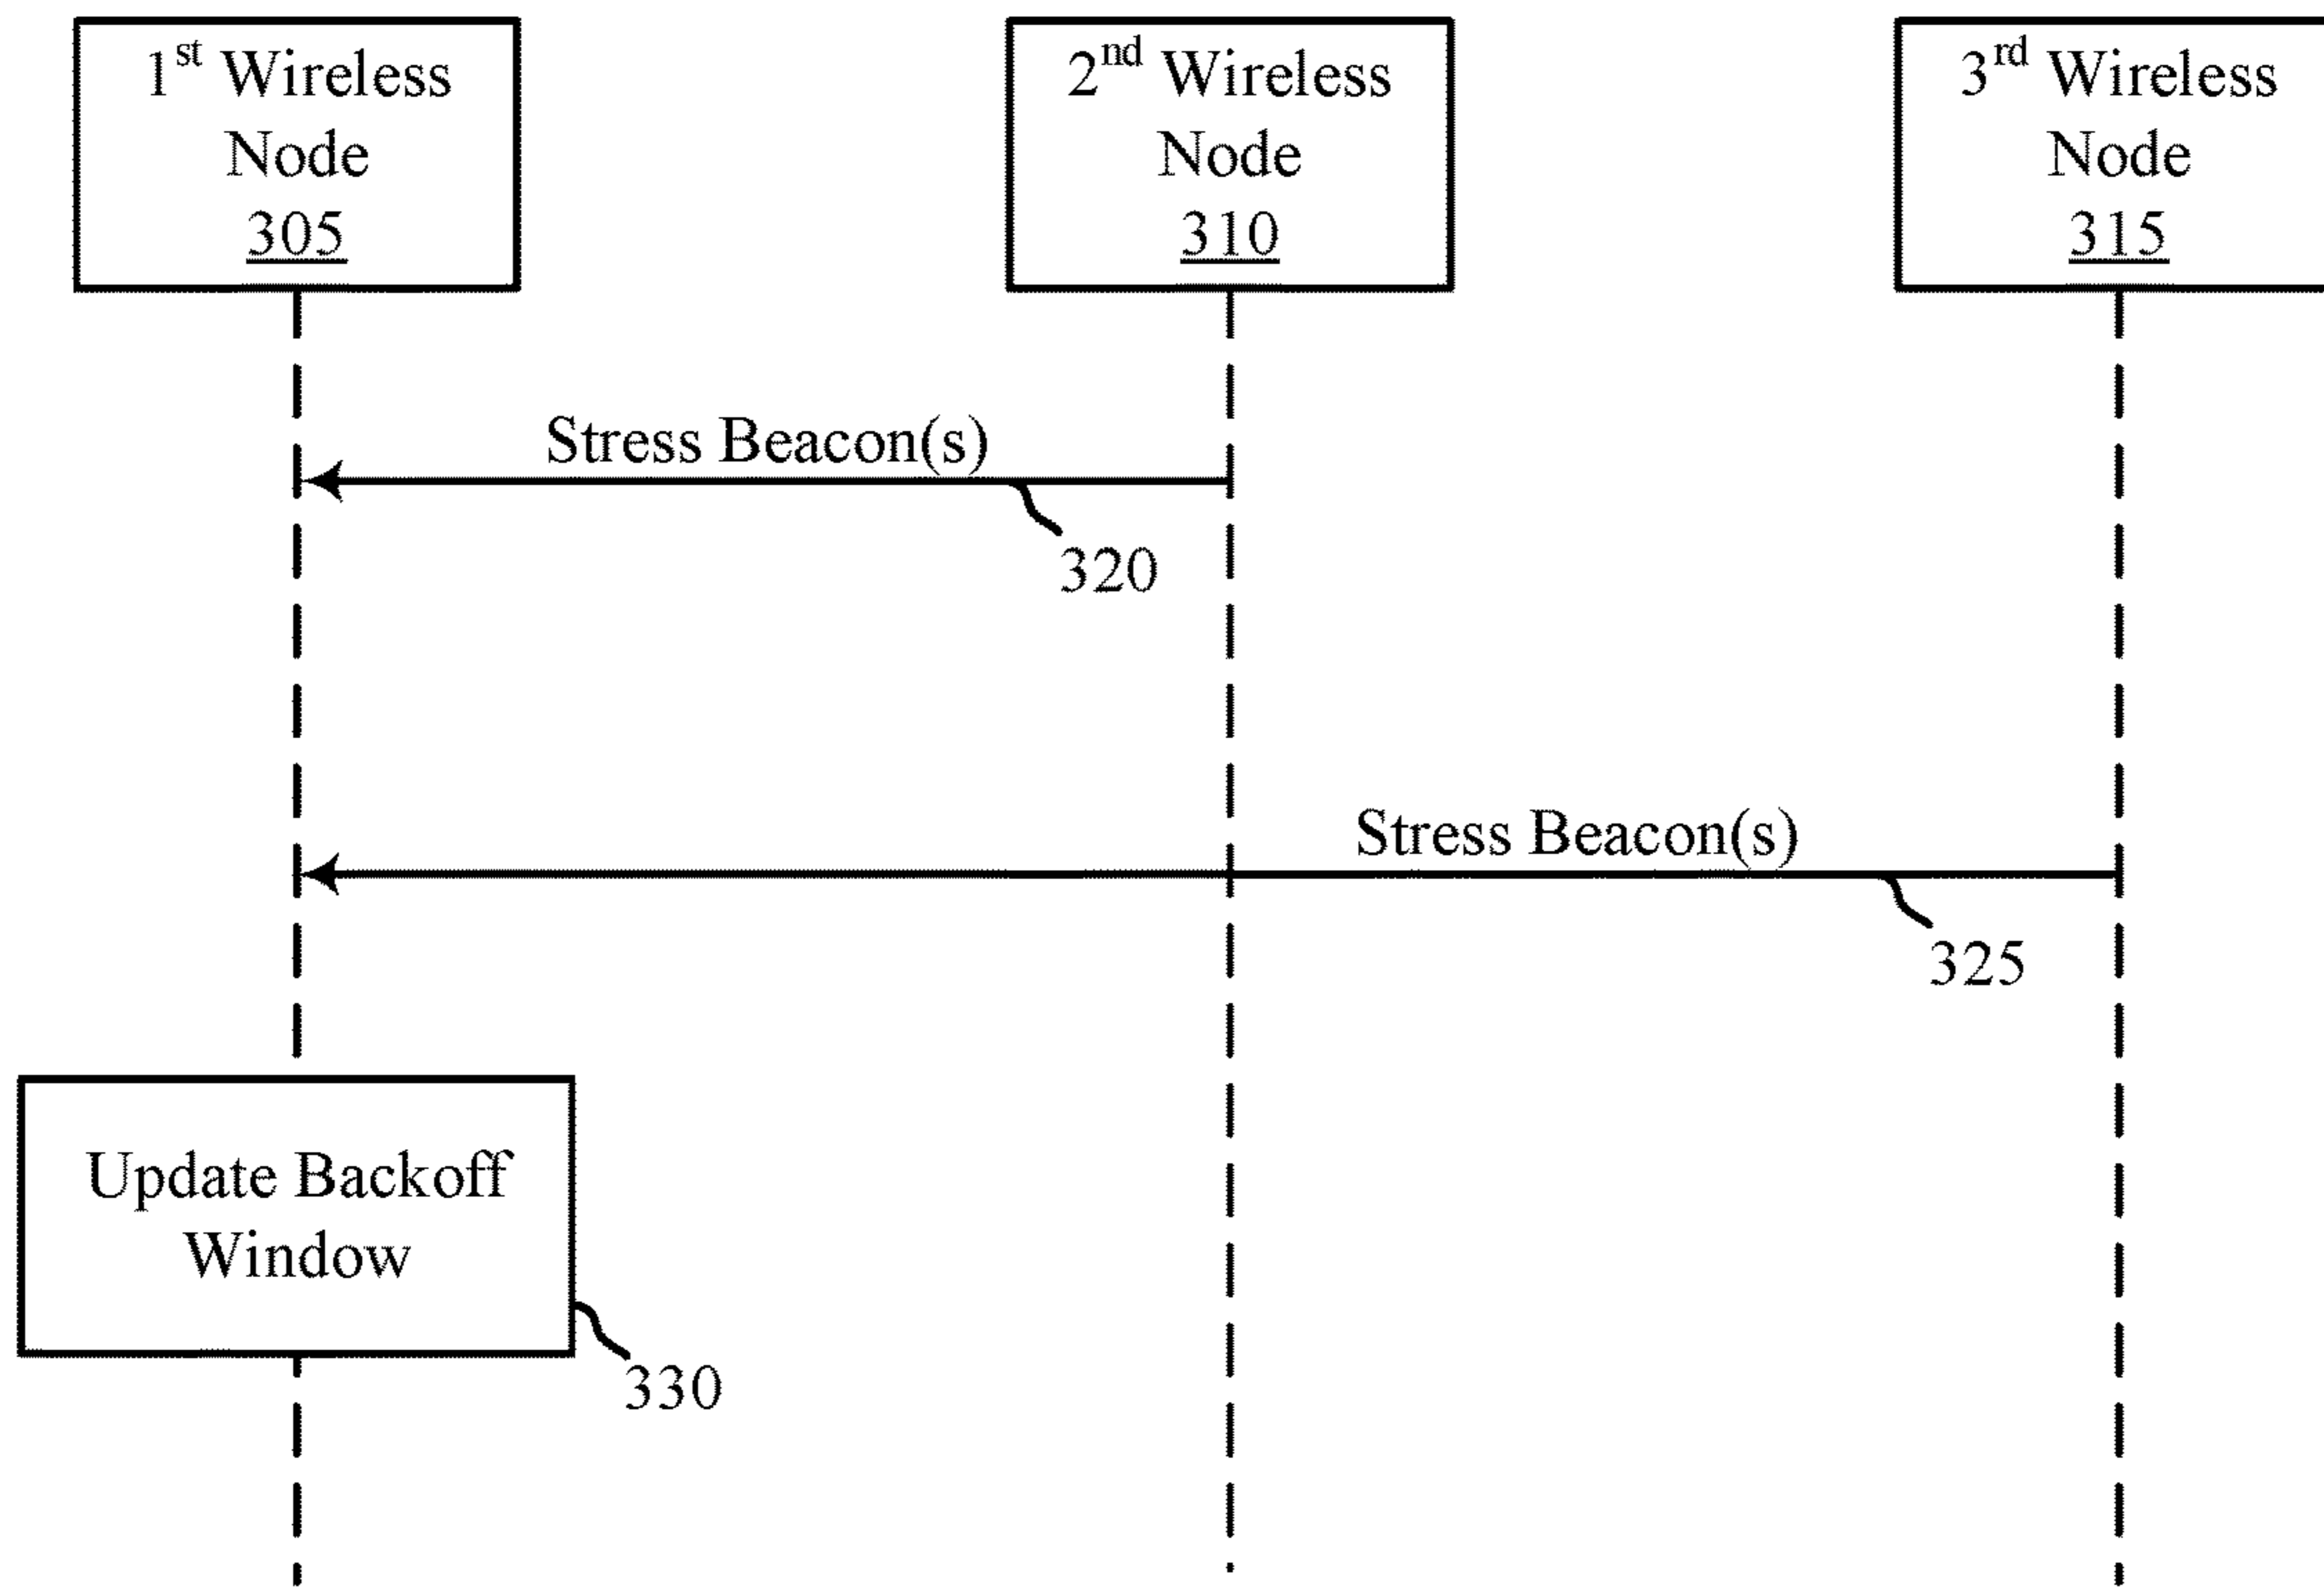 1st Wireless
Node
305
2nd Wireless
Node
310
3rd Wireless
Node
315
Stress Beacon(s)
320
Stress Beacon(s)
325
Update Backoff
Window
330